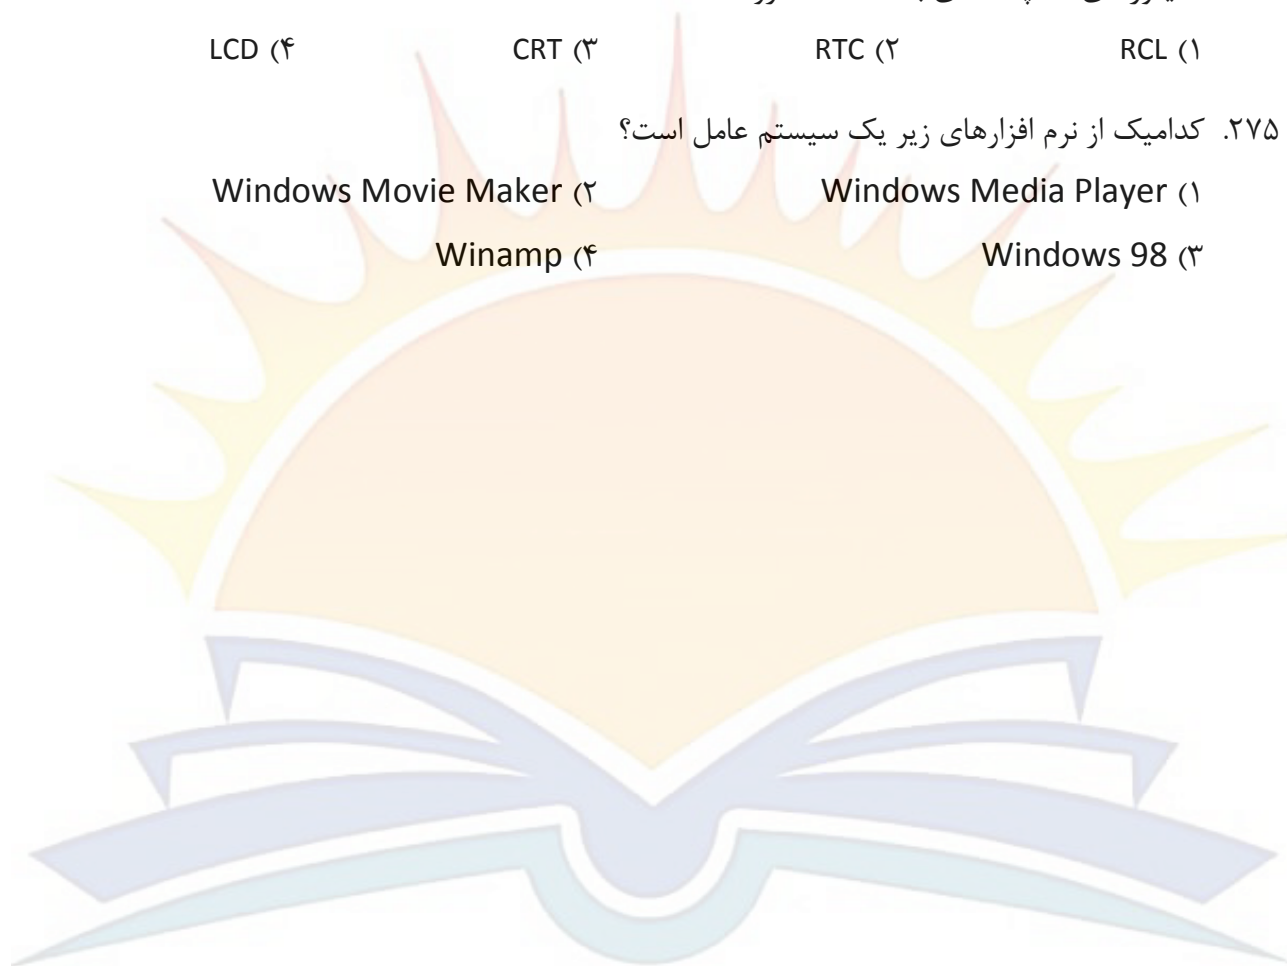 ۱) RCL ۲) RTC ۳) CRT ۴) LCD
۲۷۵. کدامیک از نرم افزارهای زیر یک سیستم عامل است؟
۱) Windows Media Player ۲) Windows Movie Maker
۳) Windows 98 ۴) Winamp